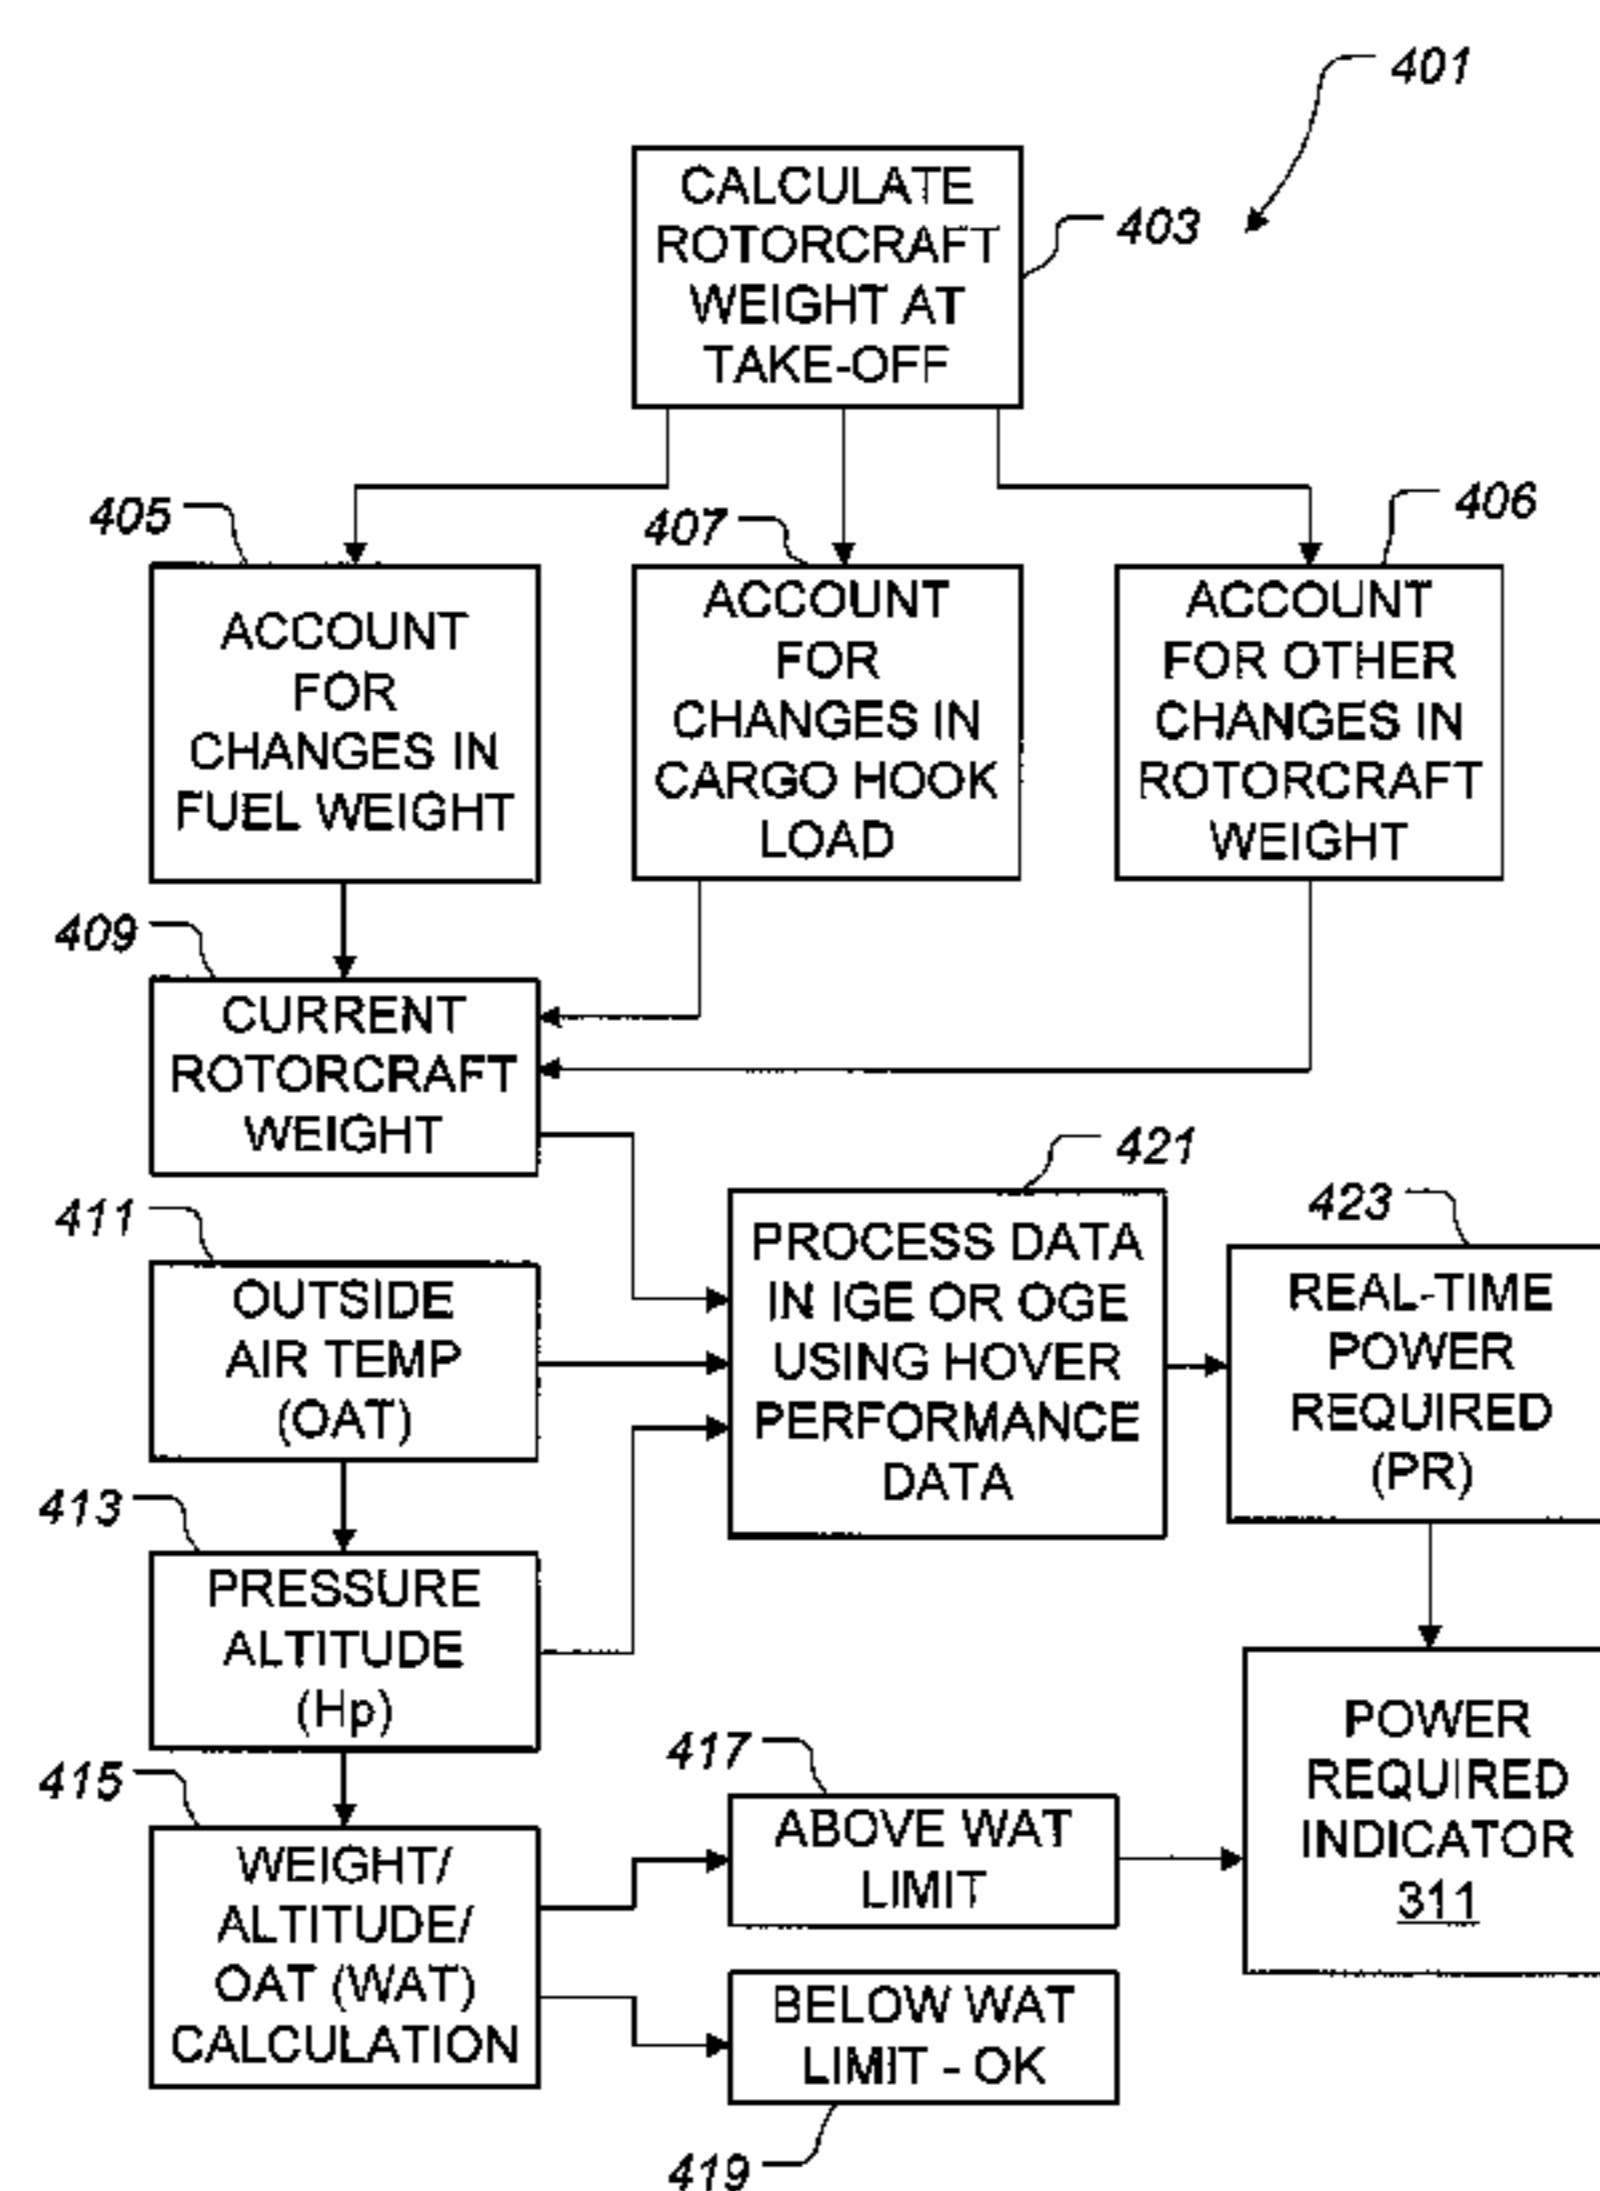 401
CALCULATE
ROTORCRAFT
WEIGHT AT
TAKE-OFF
403
405
ACCOUNT
FOR
CHANGES IN
FUEL WEIGHT
407
ACCOUNT
FOR
CHANGES IN
CARGO HOOK
LOAD
406
ACCOUNT
FOR OTHER
CHANGES IN
ROTORCRAFT
WEIGHT
409
CURRENT
ROTORCRAFT
WEIGHT
411
OUTSIDE
AIR TEMP
(OAT)
421
PROCESS DATA
IN IGE OR OGE
USING HOVER
PERFORMANCE
DATA
423
REAL-TIME
POWER
REQUIRED
(PR)
413
PRESSURE
ALTITUDE
(Hp)
415
WEIGHT/
ALTITUDE/
OAT (WAT)
CALCULATION
417
ABOVE WAT
LIMIT
POWER
REQUIRED
INDICATOR
311
BELOW WAT
LIMIT - OK
419